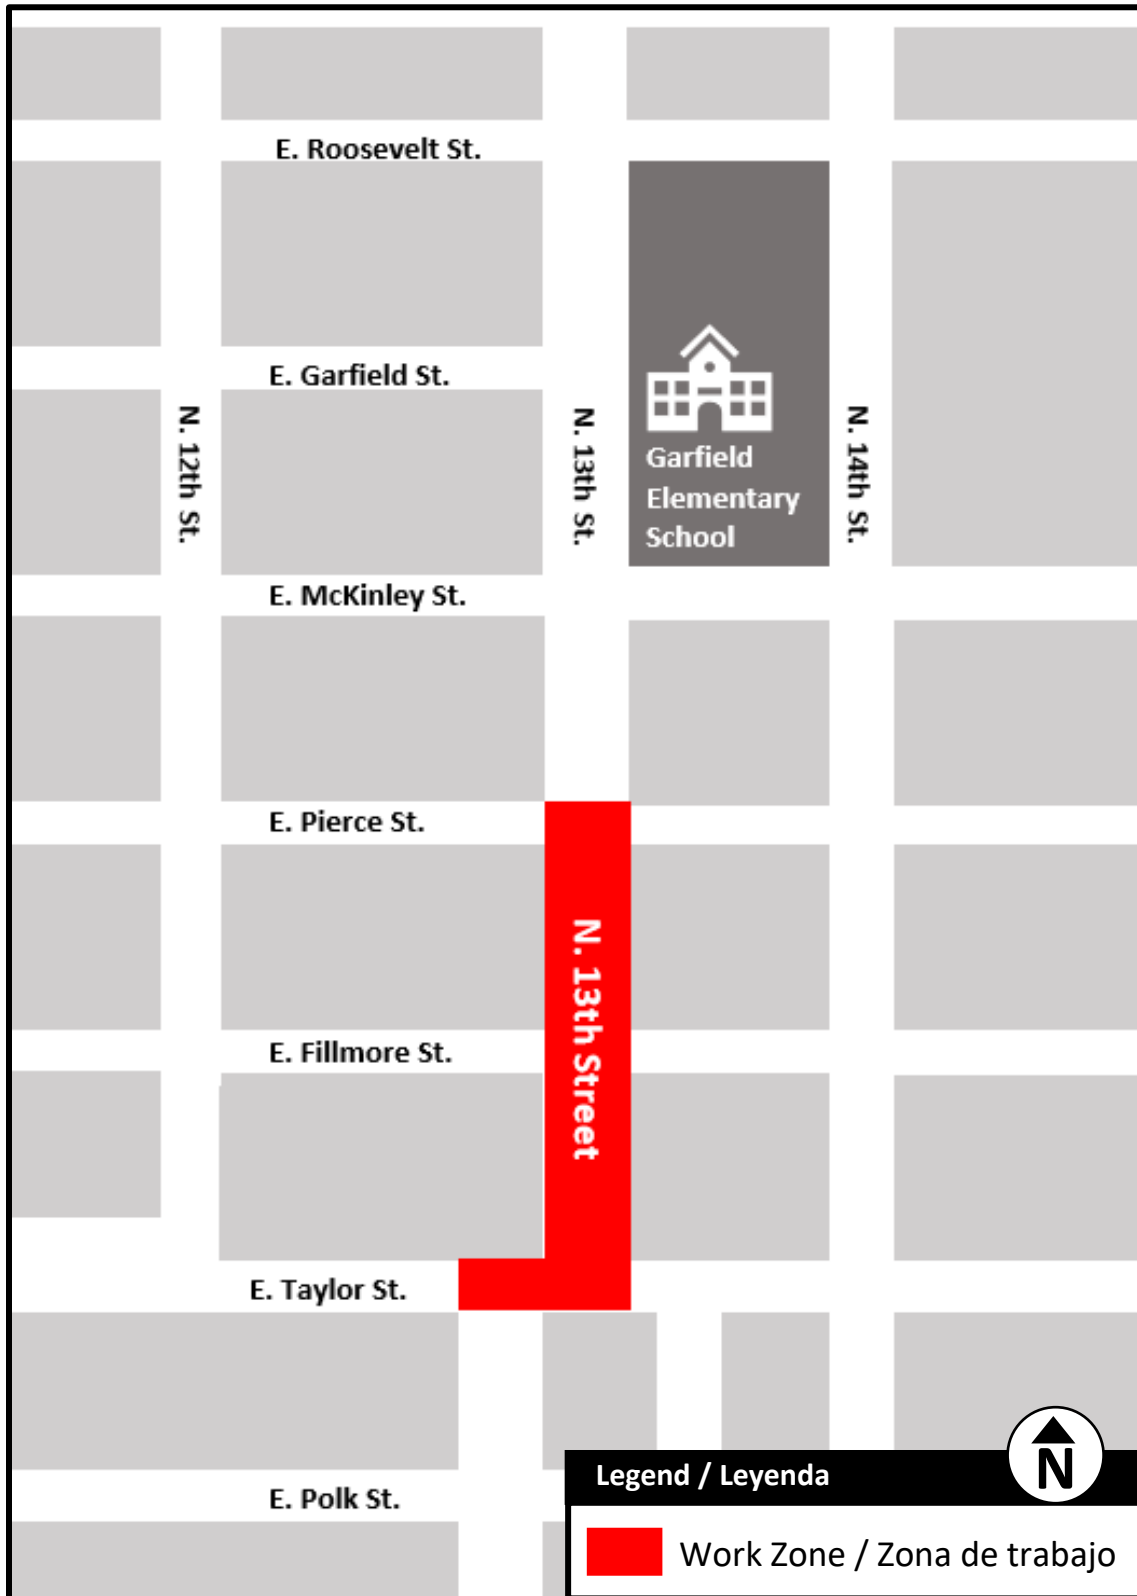 E. Roosevelt St.
E. Garfield St.
N. 12th St.
N. 13th St.
N. 14th St.
Garfield
Elementary
School
E. McKinley St.
E. Pierce St.
N. 13th Street
E. Fillmore St.
E. Taylor St.
E. Polk St.
Legend / Leyenda
N
Work Zone / Zona de trabajo